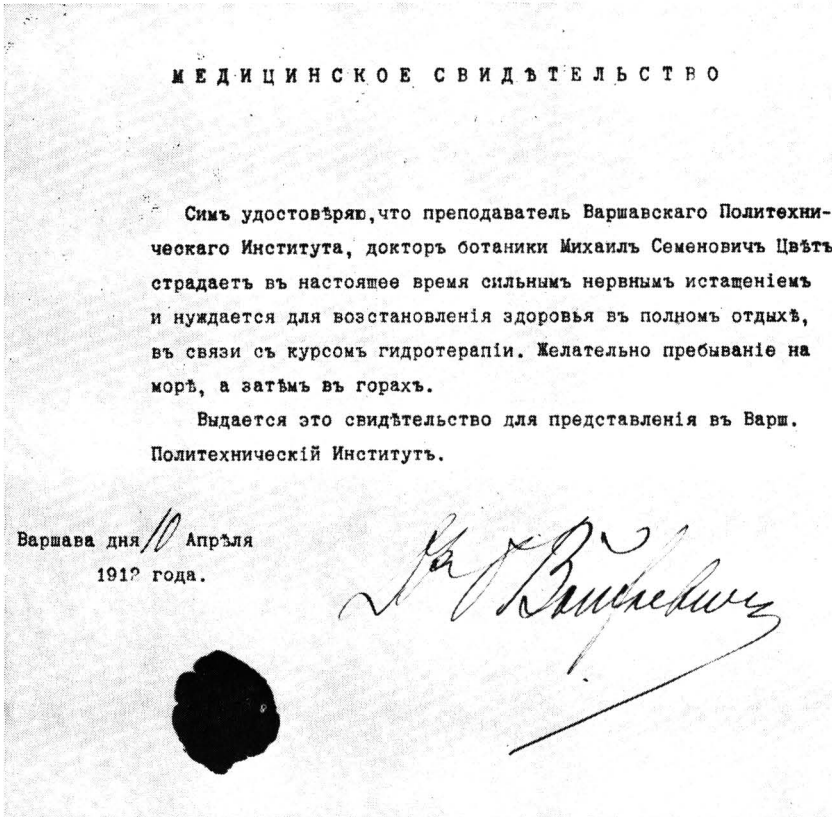 МЕДИЦИНСКОЕ СВИДѢТЕЛЬСТВО
Симъ удостовѣряю,что преподаватель Варшавскаго Политехни-
ческаго Института, докторъ ботаники Михаилъ Семеновичъ Цвѣтъ
страдаетъ въ настоящее время сильнымъ нервнымъ истащеніемъ
и нуждается для возстановленія здоровья въ полномъ отдыхѣ,
въ связи съ курсомъ гидротерапіи. Желательно пребываніе на
морѣ, а затѣмъ въ горахъ.
Выдается это свидѣтельство для представленія въ Варш.
Политехническій Институтъ.
Варшава дня 10 Апрѣля
1912 года.